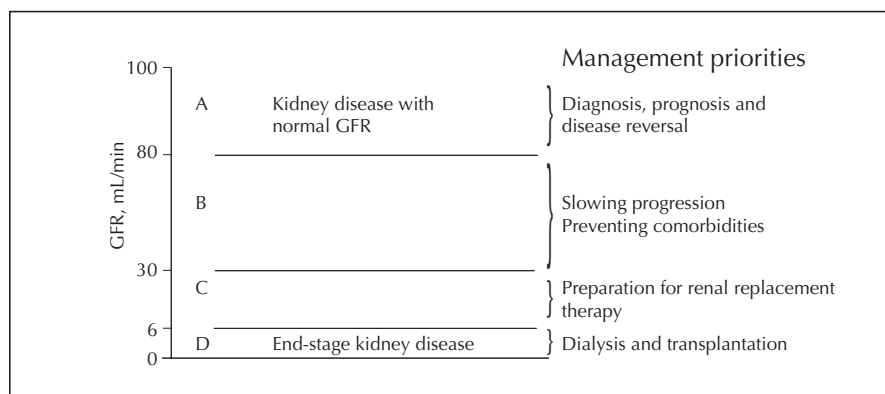 Management priorities
100
A Kidney disease with Diagnosis, prognosis and
normal GFR disease reversal
80
GFR, mL/min
B Slowing progression
Preventing comorbidities
30
C Preparation for renal replacement
therapy
6
D End-stage kidney disease Dialysis and transplantation
0